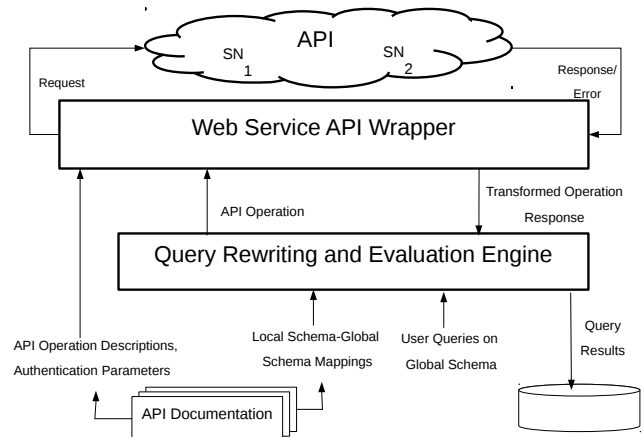 API
SN
1
SN
2
Request
Response/
Error
Web Service API Wrapper
API Operation
Transformed Operation
Response
Query Rewriting and Evaluation Engine
API Operation Descriptions,
Authentication Parameters
Local Schema-Global
Schema Mappings
User Queries on
Global Schema
Query
Results
API Documentation